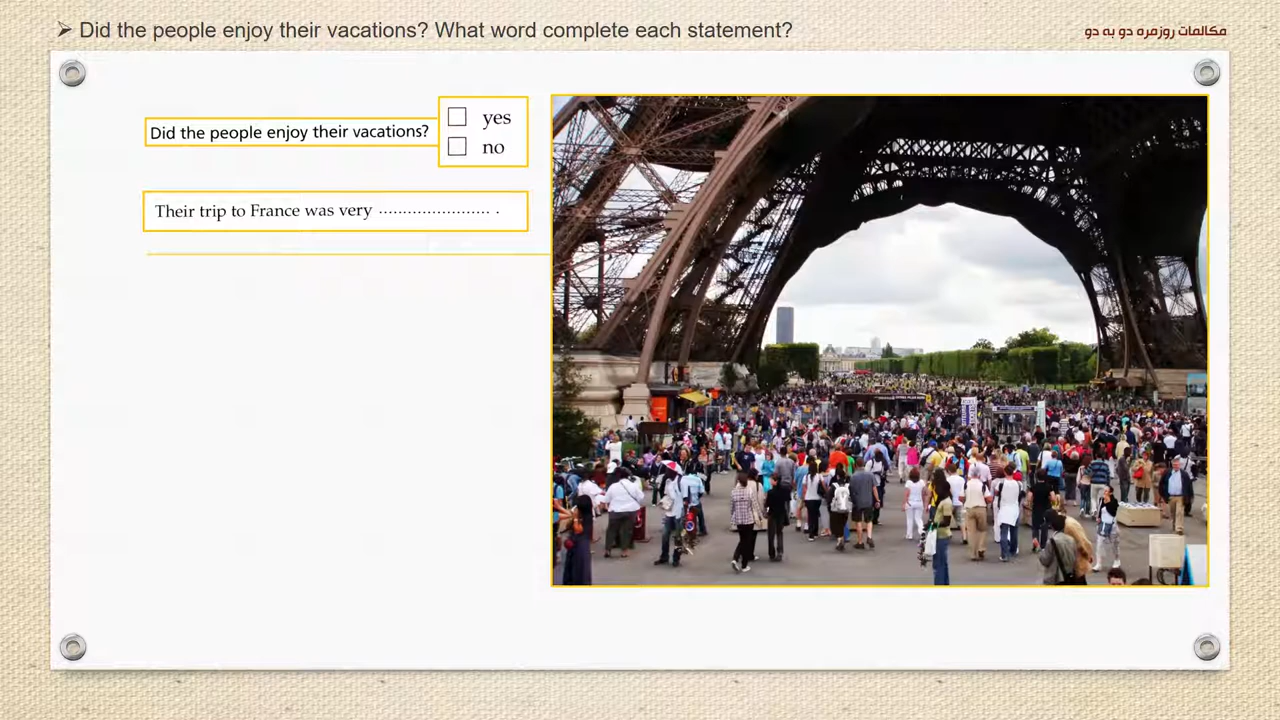 ➢ Did the people enjoy their vacations? What word complete each statement?
مکالمات روزمره دو به دو
Did the people enjoy their vacations?
☐ yes
☐ no
Their trip to France was very ....................... .